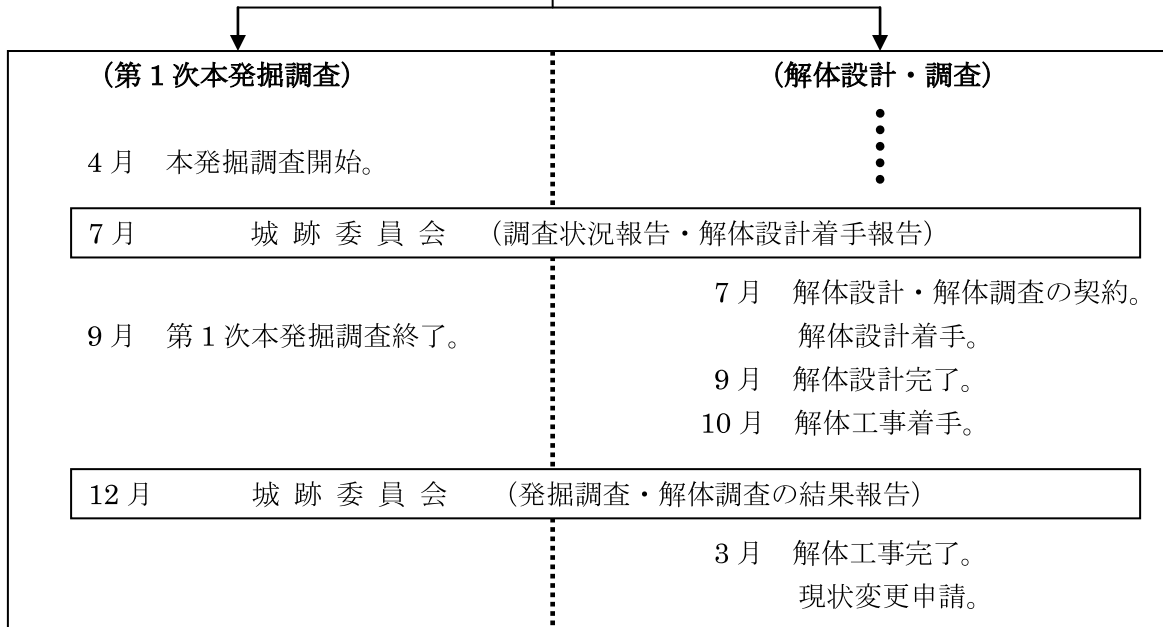 (第1次本発掘調査)
(解体設計・調査)
4月 本発掘調査開始。
7月 城跡委員会 (調査状況報告・解体設計着手報告)
7月 解体設計・解体調査の契約。
9月 第1次本発掘調査終了。
解体設計着手。
9月 解体設計完了。
10月 解体工事着手。
12月 城跡委員会 (発掘調査・解体調査の結果報告)
3月 解体工事完了。
現状変更申請。